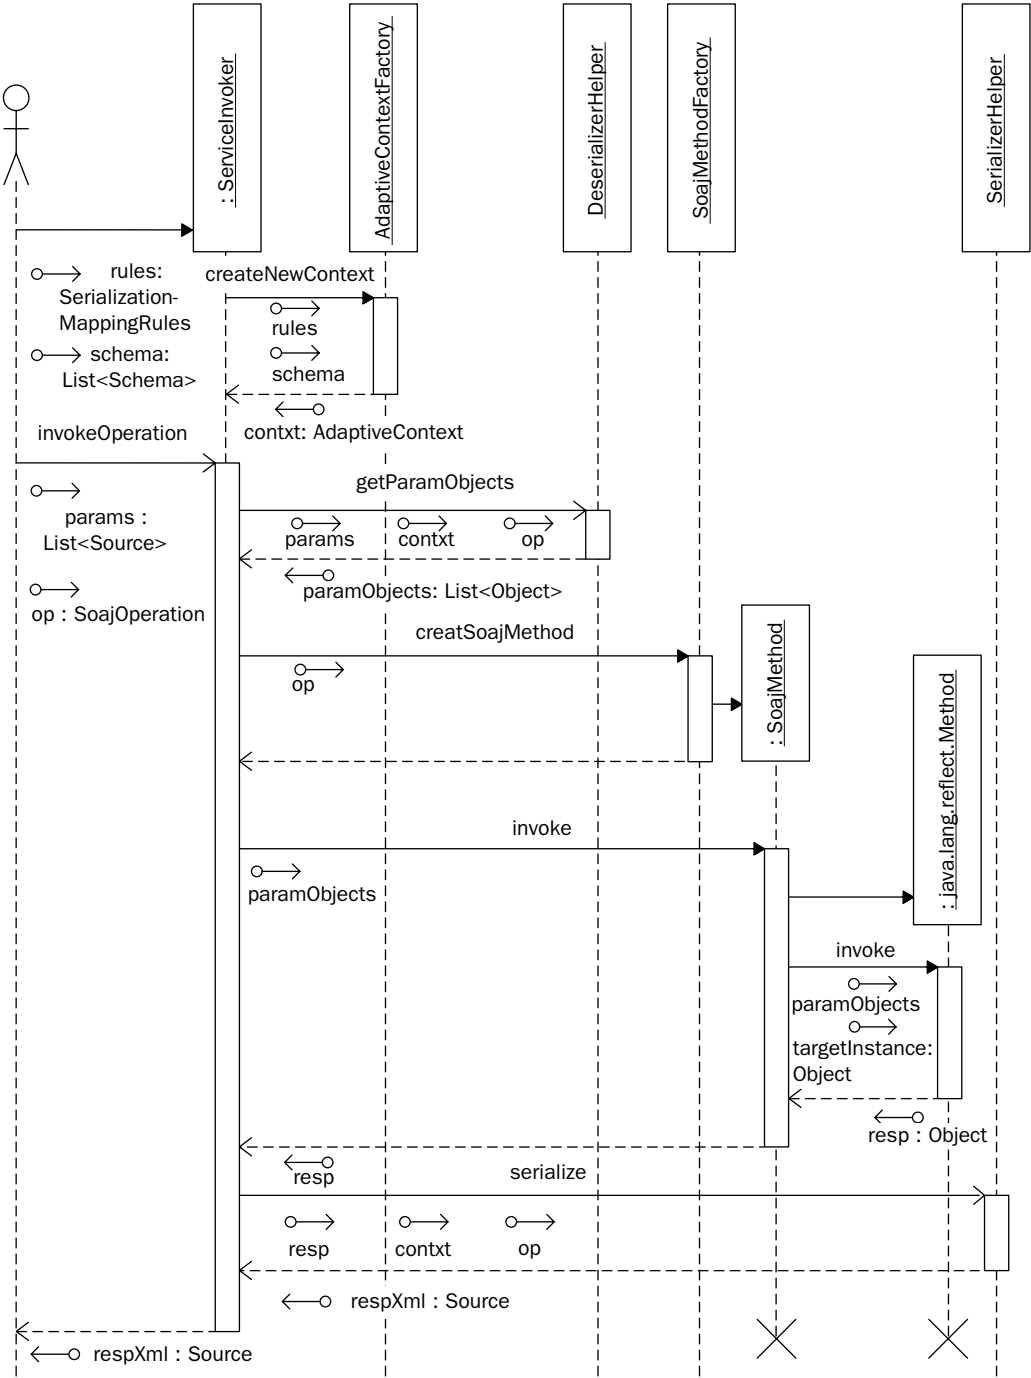 : ServiceInvoker
AdaptiveContextFactory
DeserializerHelper
SoajMethodFactory
SerializerHelper
rules:
Serialization-
MappingRules
schema:
List<Schema>
createNewContext
rules
schema
contxt: AdaptiveContext
invokeOperation
params :
List<Source>
op : SoajOperation
getParamObjects
params contxt op
paramObjects: List<Object>
creatSoajMethod
op
: SoajMethod
: java.lang.reflect.Method
invoke
paramObjects
invoke
paramObjects
targetInstance:
Object
resp : Object
resp
serialize
resp contxt op
respXml : Source
respXml : Source